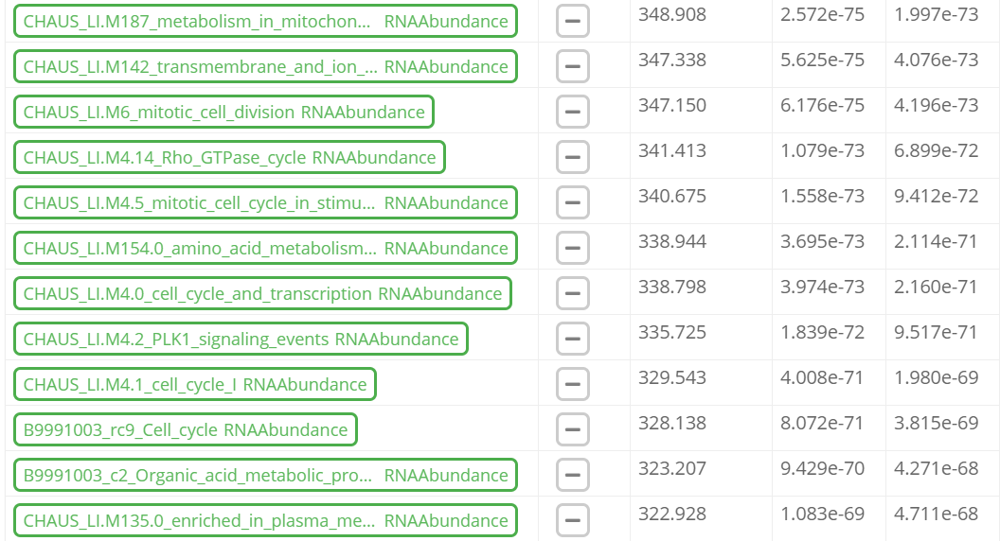 CHAUS_LI.M187_metabolism_in_mitochon... RNAAbundance 348.908 2.572e-75 1.997e-73
CHAUS_LI.M142_transmembrane_and_ion_... RNAAbundance 347.338 5.625e-75 4.076e-73
CHAUS_LI.M6_mitotic_cell_division RNAAbundance 347.150 6.176e-75 4.196e-73
CHAUS_LI.M4.14_Rho_GTPase_cycle RNAAbundance 341.413 1.079e-73 6.899e-72
CHAUS_LI.M4.5_mitotic_cell_cycle_in_stimu... RNAAbundance 340.675 1.558e-73 9.412e-72
CHAUS_LI.M154.0_amino_acid_metabolism... RNAAbundance 338.944 3.695e-73 2.114e-71
CHAUS_LI.M4.0_cell_cycle_and_transcription RNAAbundance 338.798 3.974e-73 2.160e-71
CHAUS_LI.M4.2_PLK1_signaling_events RNAAbundance 335.725 1.839e-72 9.517e-71
CHAUS_LI.M4.1_cell_cycle_I RNAAbundance 329.543 4.008e-71 1.980e-69
B9991003_rc9_Cell_cycle RNAAbundance 328.138 8.072e-71 3.815e-69
B9991003_c2_Organic_acid_metabolic_pro... RNAAbundance 323.207 9.429e-70 4.271e-68
CHAUS_LI.M135.0_enriched_in_plasma_me... RNAAbundance 322.928 1.083e-69 4.711e-68